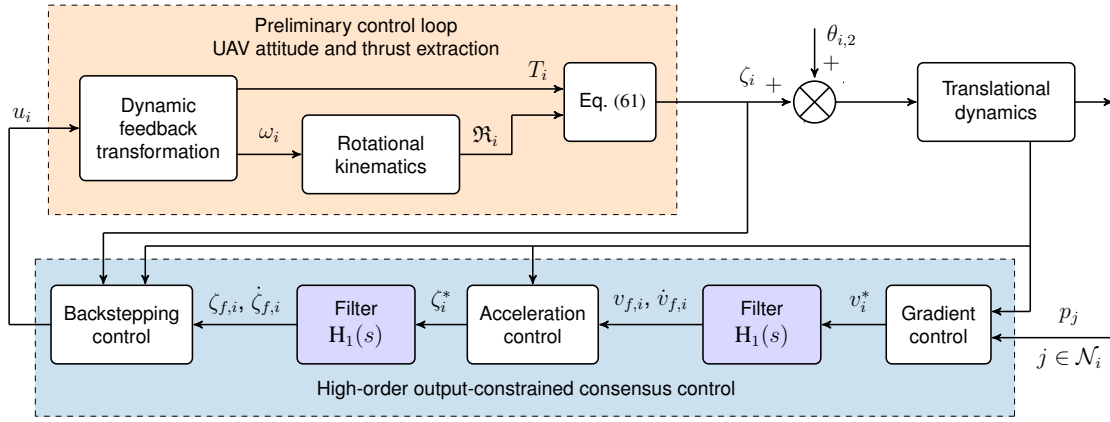 Preliminary control loop
UAV attitude and thrust extraction
Dynamic
feedback
transformation
Rotational
kinematics
Eq. (61)
Translational
dynamics
u_i
T_i
ω_i
ℜ_i
ζ_i
+
+
θ_{i,2}
Backstepping
control
ζ_{f,i}, ζ̇_{f,i}
Filter
H_1(s)
ζ_i^*
Acceleration
control
v_{f,i}, v̇_{f,i}
Filter
H_1(s)
v_i^*
Gradient
control
p_j
j ∈ 𝒩_i
High-order output-constrained consensus control